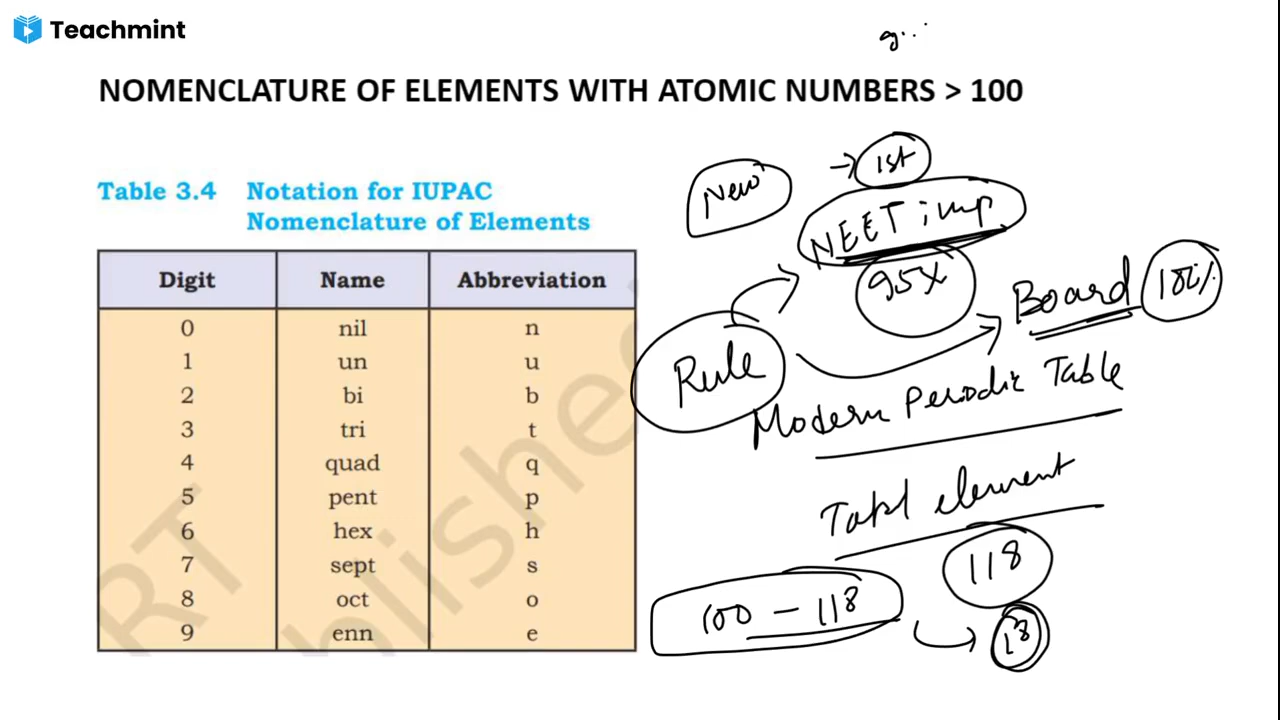 Teachmint
eg...
NOMENCLATURE OF ELEMENTS WITH ATOMIC NUMBERS > 100
Table 3.4 Notation for IUPAC
Nomenclature of Elements
Digit Name Abbreviation
0 nil n
1 un u
2 bi b
3 tri t
4 quad q
5 pent p
6 hex h
7 sept s
8 oct o
9 enn e
New
1st
NEET imp
95%
Board 100%
Rule
Modern Periodic Table
Total element
118
100 - 118
18
RT
blishe